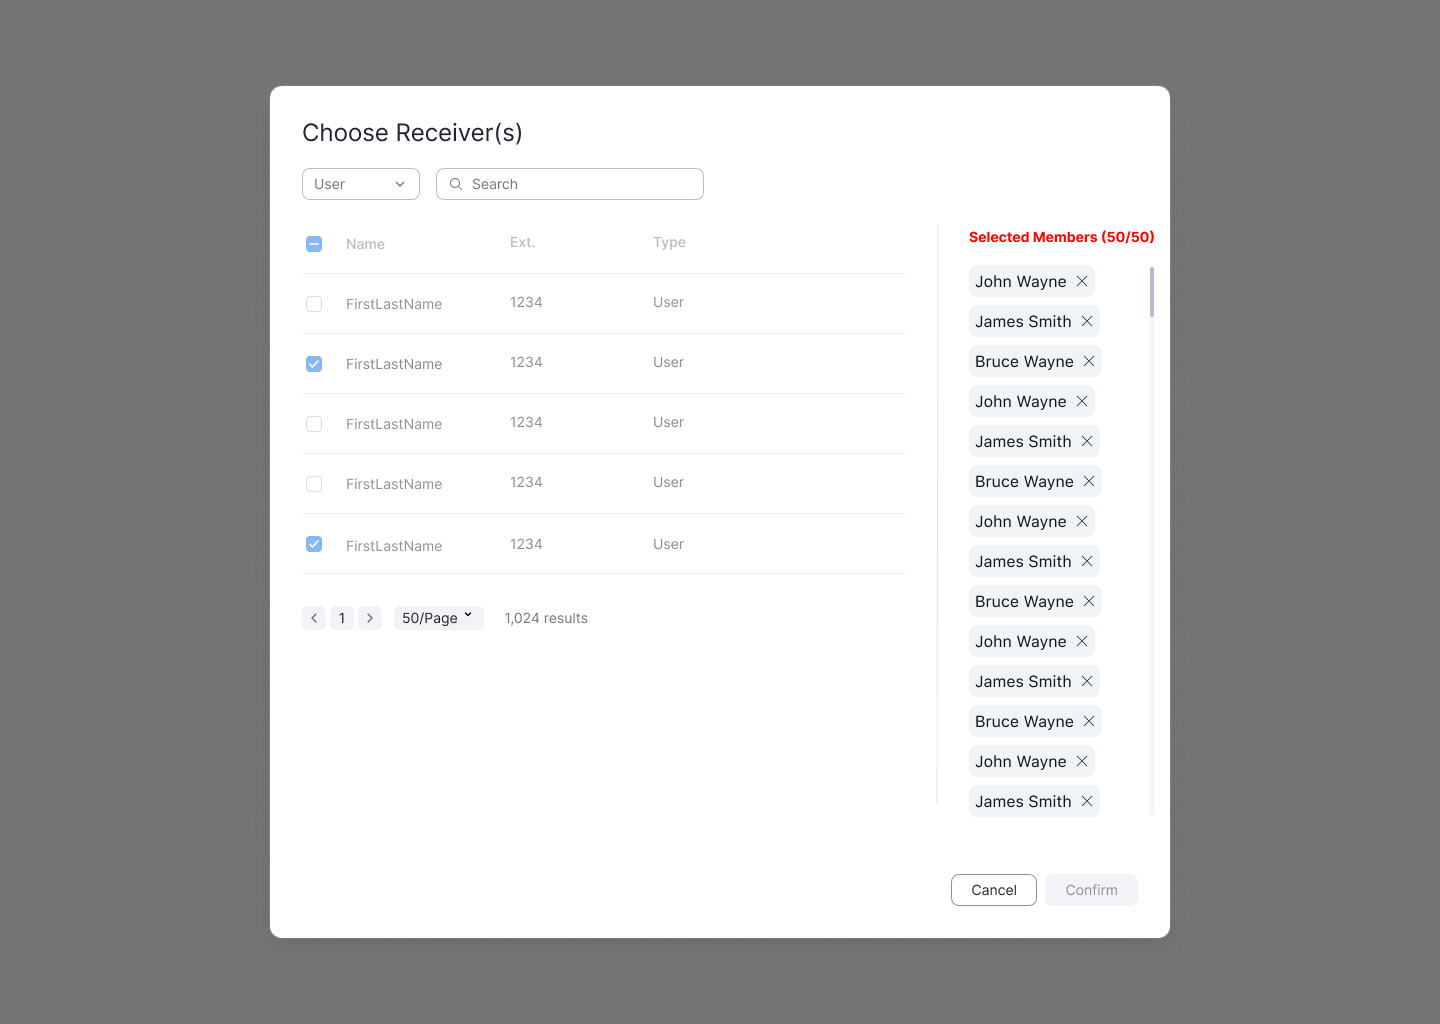 Choose Receiver(s)
User
Search
Name Ext. Type
FirstLastName 1234 User
FirstLastName 1234 User
FirstLastName 1234 User
FirstLastName 1234 User
FirstLastName 1234 User
1 50/Page 1,024 results
Selected Members (50/50)
John Wayne
James Smith
Bruce Wayne
John Wayne
James Smith
Bruce Wayne
John Wayne
James Smith
Bruce Wayne
John Wayne
James Smith
Bruce Wayne
John Wayne
James Smith
Cancel Confirm